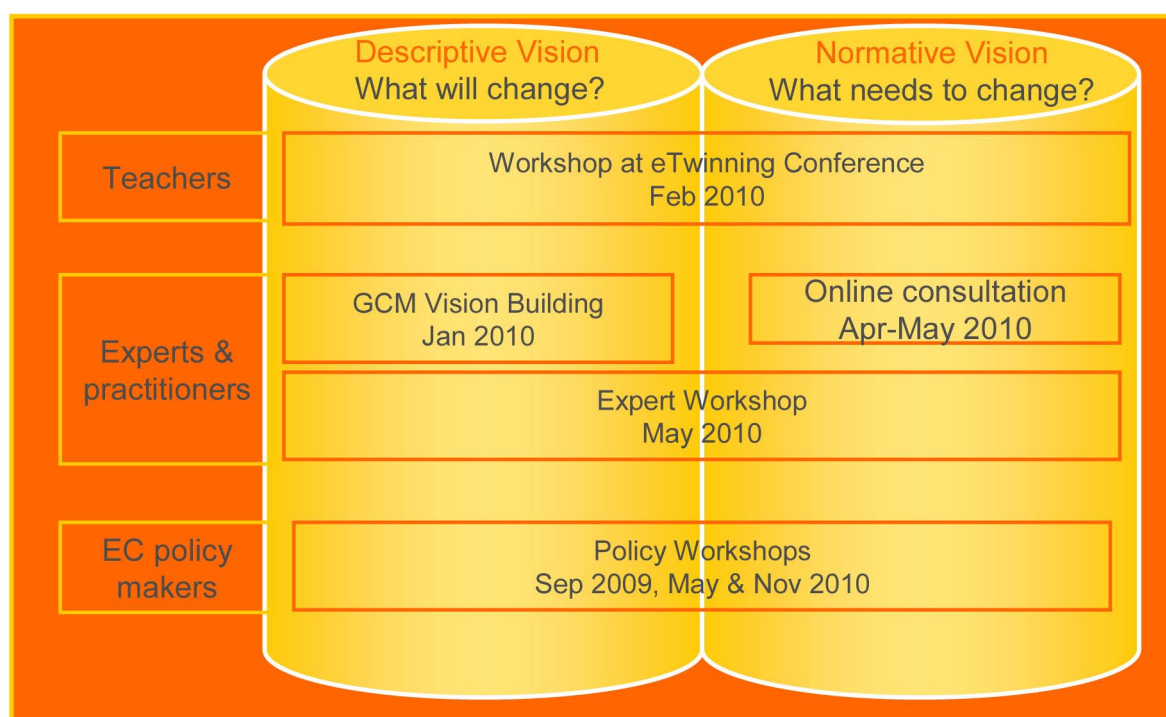 Descriptive Vision
What will change?
Normative Vision
What needs to change?
Teachers
Workshop at eTwinning Conference
Feb 2010
Experts &
practitioners
GCM Vision Building
Jan 2010
Online consultation
Apr-May 2010
Expert Workshop
May 2010
EC policy
makers
Policy Workshops
Sep 2009, May & Nov 2010